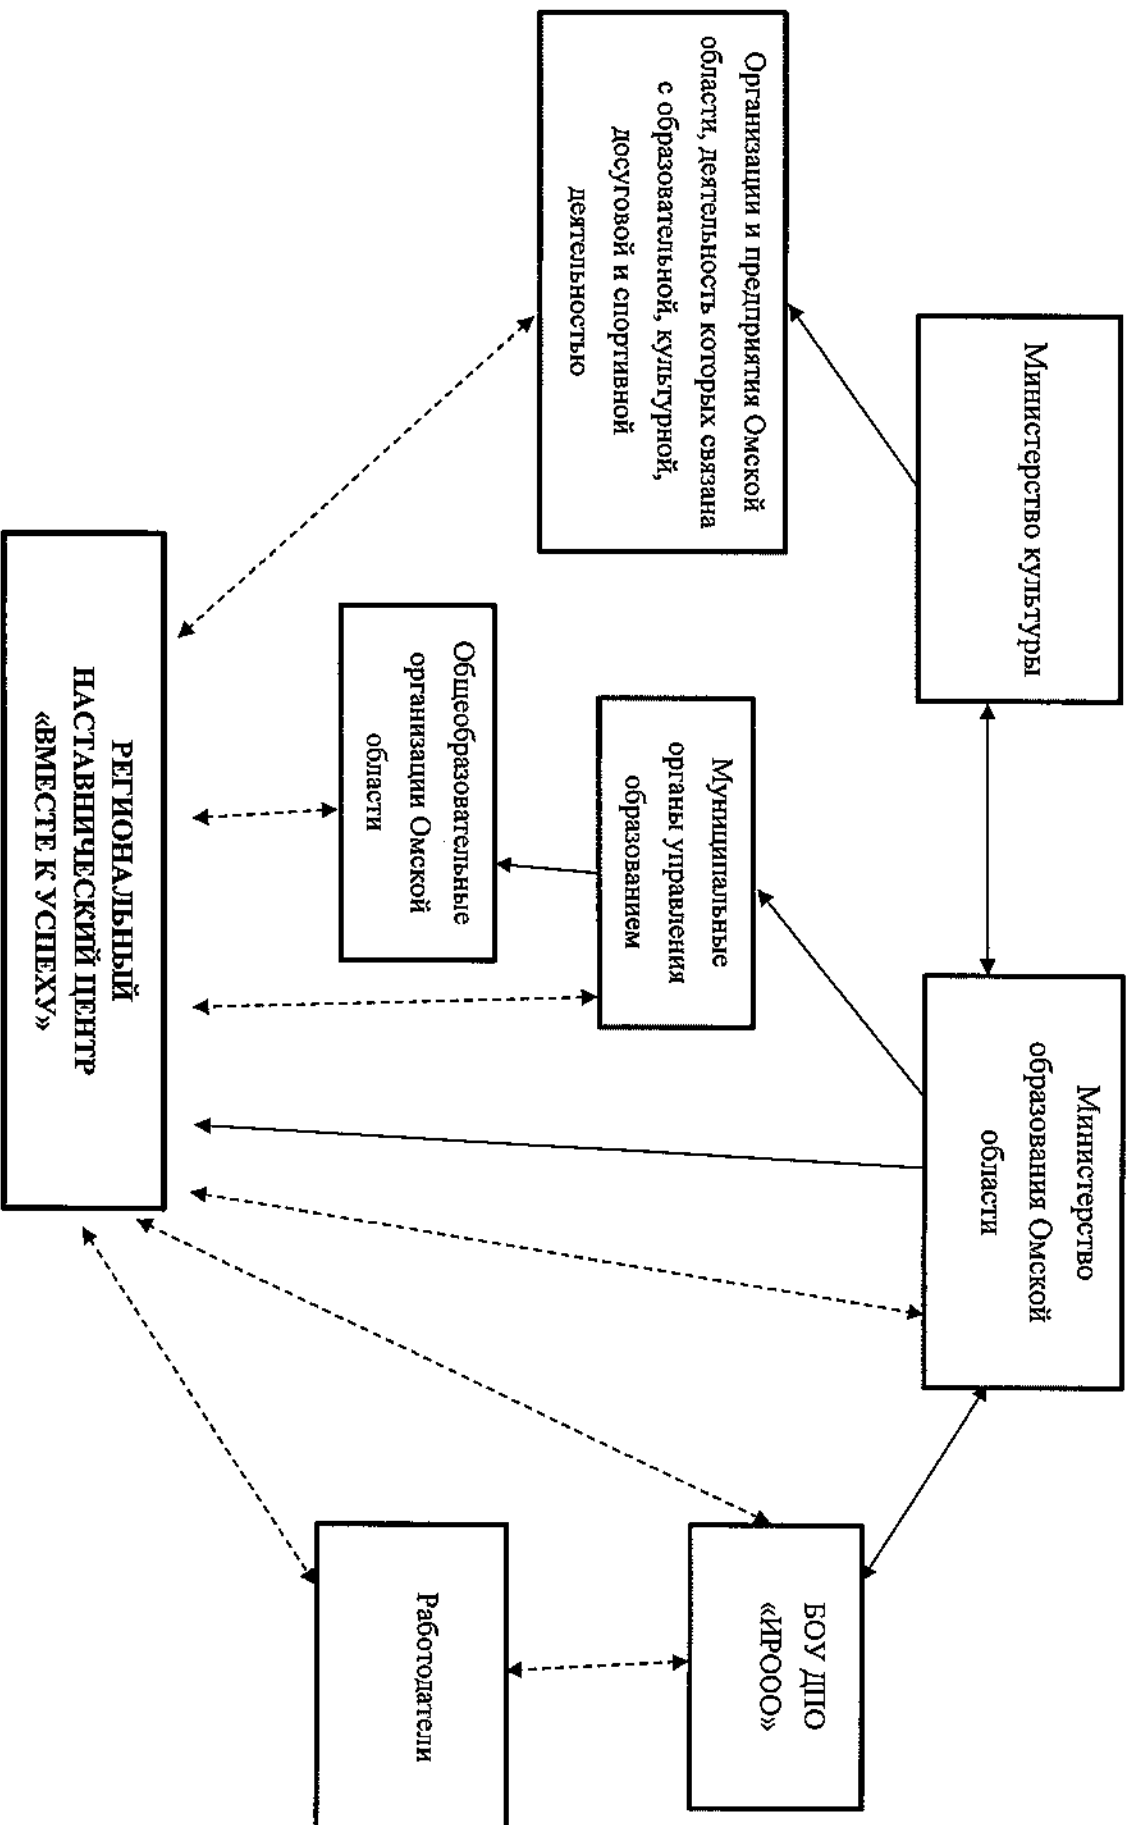 Министерство культуры
Министерство
образования Омской
области
Организации и предприятия Омской
области, деятельность которых связана
с образовательной, культурной,
досуговой и спортивной
деятельностью
Муниципальные
органы управления
образованием
БОУ ДПО
«ИРООО»
Общеобразовательные
организации Омской
области
Работодатели
РЕГИОНАЛЬНЫЙ
НАСТАВНИЧЕСКИЙ ЦЕНТР
«ВМЕСТЕ К УСПЕХУ»